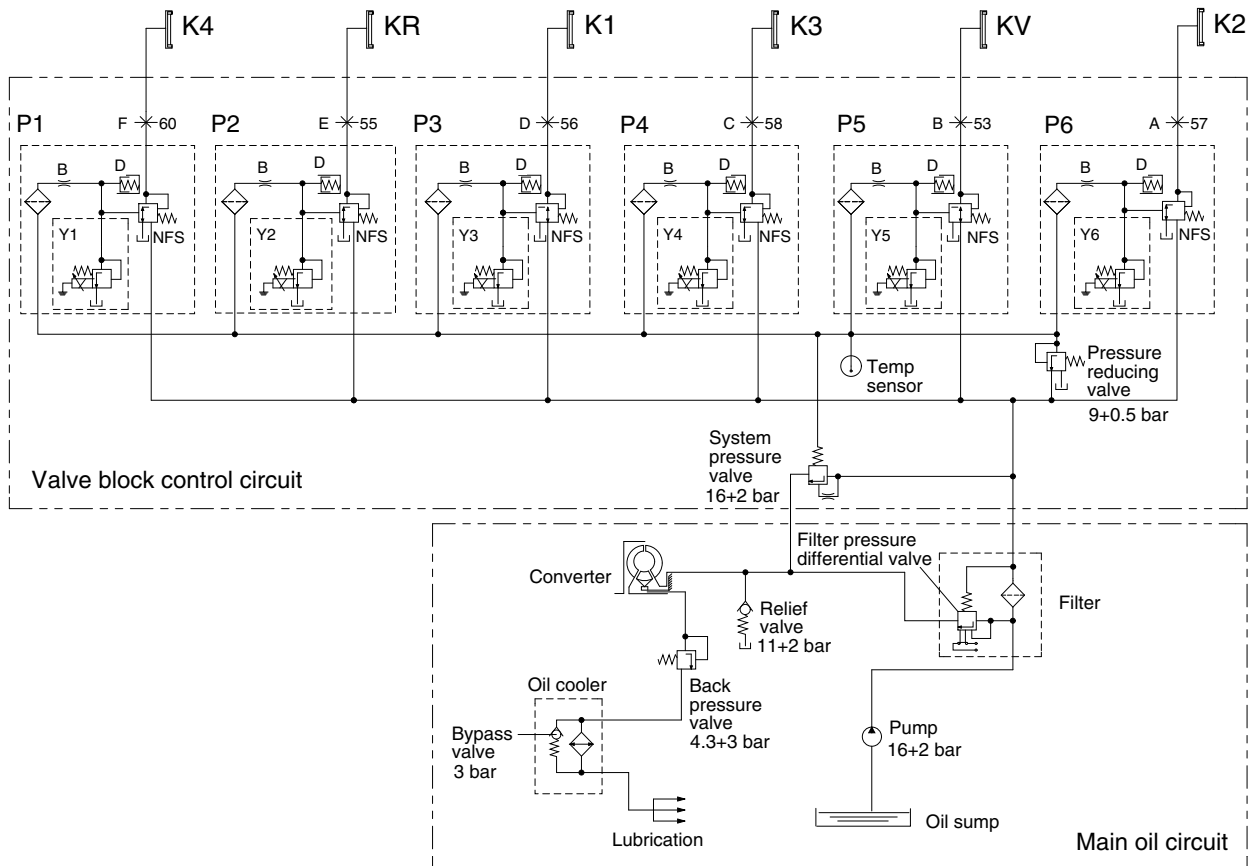 K4
KR
K1
K3
KV
K2
P1
F
60
P2
E
55
P3
D
56
P4
C
58
P5
B
53
P6
A
57
B
D
B
D
B
D
B
D
B
D
B
D
Y1
NFS
Y2
NFS
Y3
NFS
Y4
NFS
Y5
NFS
Y6
NFS
Temp
sensor
Pressure
reducing
valve
9+0.5 bar
System
pressure
valve
16+2 bar
Valve block control circuit
Filter pressure
differential valve
Converter
Relief
valve
11+2 bar
Filter
Oil cooler
Back
pressure
valve
4.3+3 bar
Bypass
valve
3 bar
Pump
16+2 bar
Lubrication
Oil sump
Main oil circuit